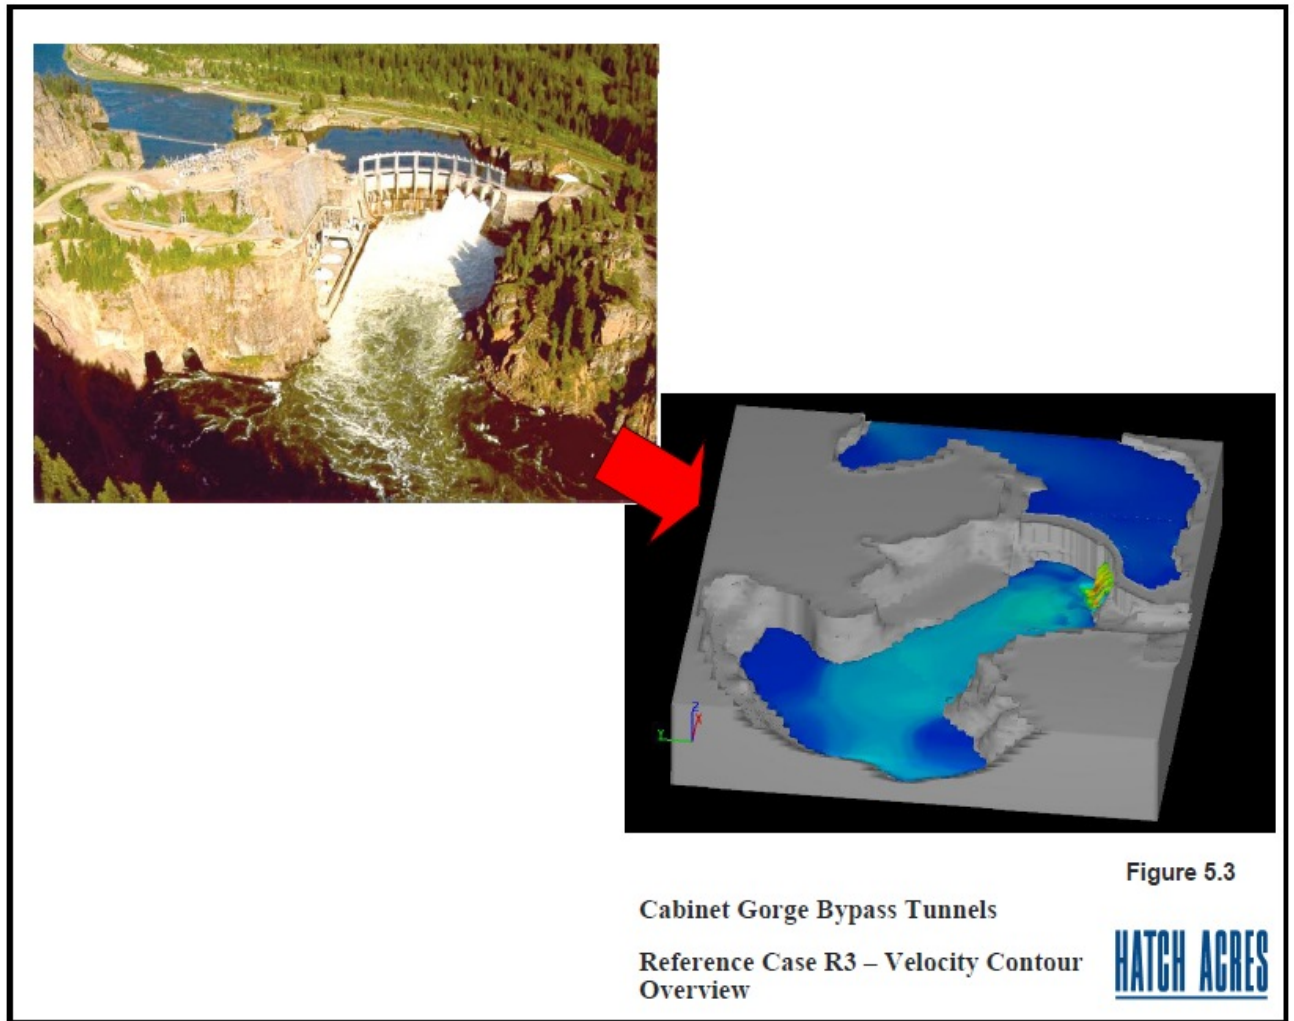 Z
X
Y
Figure 5.3
Cabinet Gorge Bypass Tunnels
Reference Case R3 – Velocity Contour
Overview
HATCH ACRES